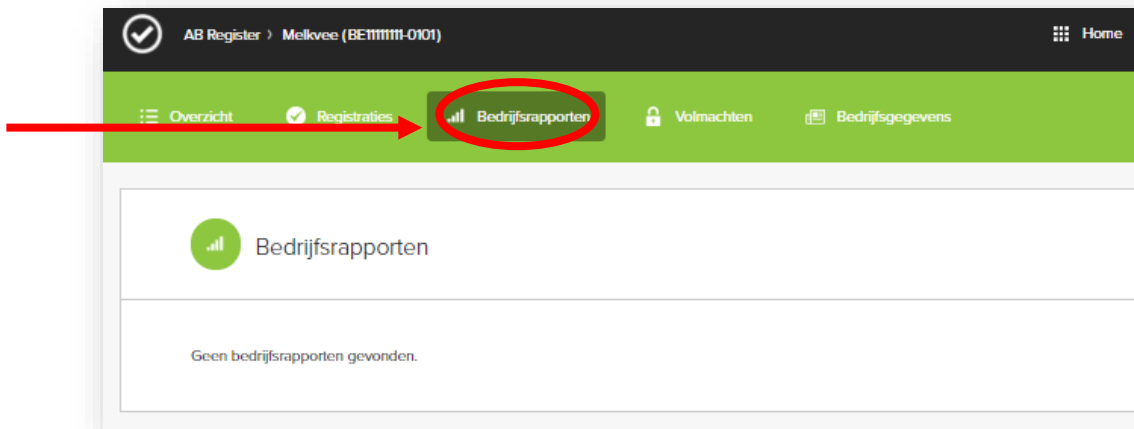 AB Register > Melkvee (BE11111111-0101) Home
Overzicht Registraties Bedrijfsrapporten Volmachten Bedrijfsgegevens
Bedrijfsrapporten
Geen bedrijfsrapporten gevonden.